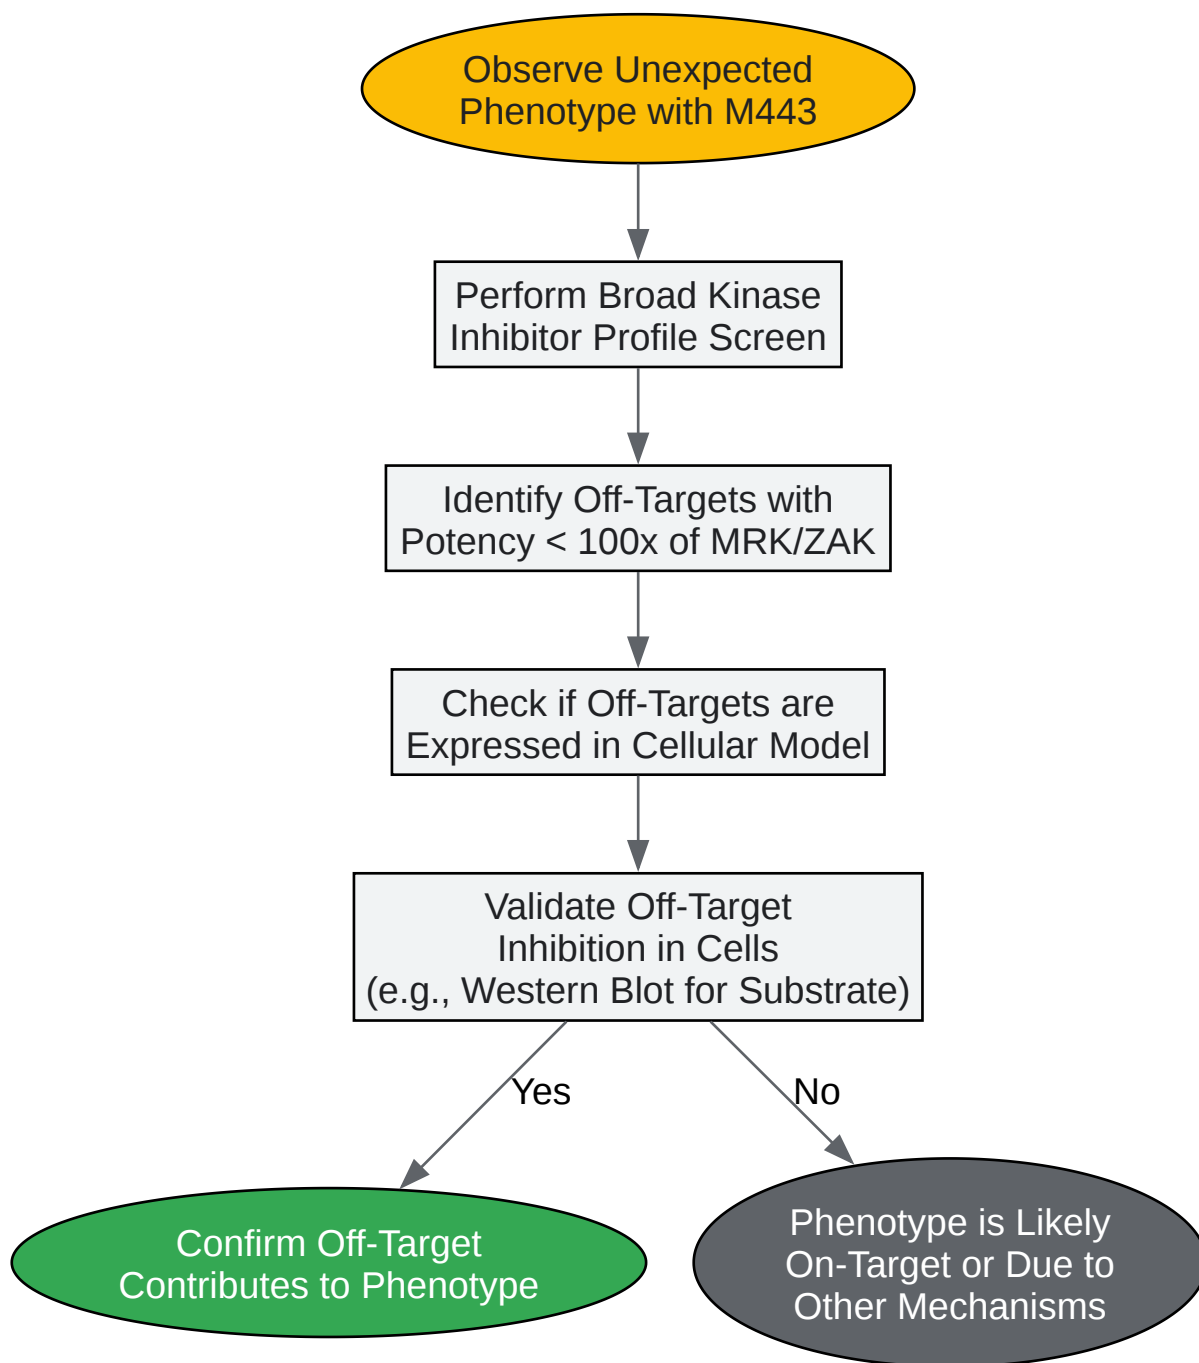 Observe Unexpected
Phenotype with M443
Perform Broad Kinase
Inhibitor Profile Screen
Identify Off-Targets with
Potency < 100x of MRK/ZAK
Check if Off-Targets are
Expressed in Cellular Model
Validate Off-Target
Inhibition in Cells
(e.g., Western Blot for Substrate)
Yes
No
Confirm Off-Target
Contributes to Phenotype
Phenotype is Likely
On-Target or Due to
Other Mechanisms